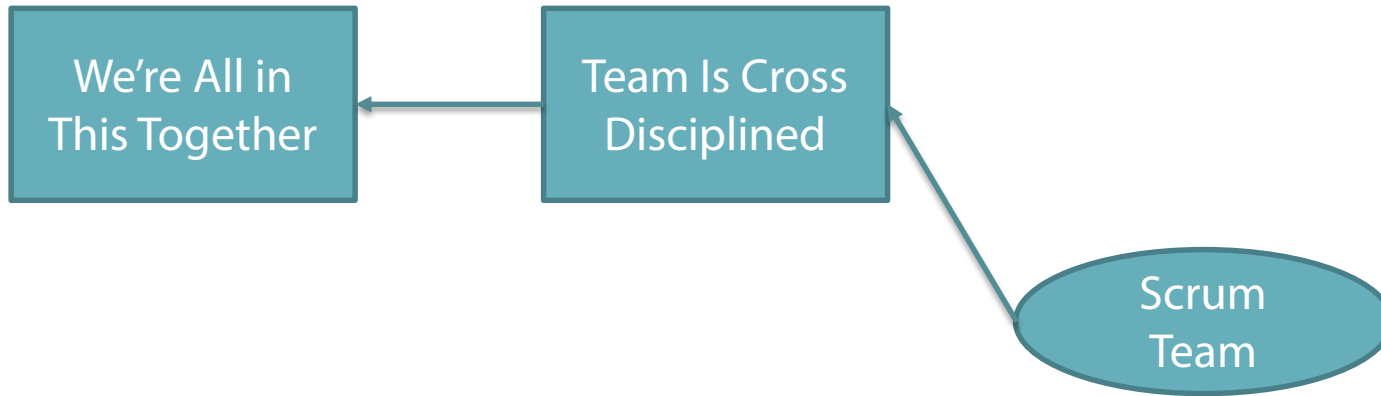 We're All in
This Together
Team Is Cross
Disciplined
Scrum
Team